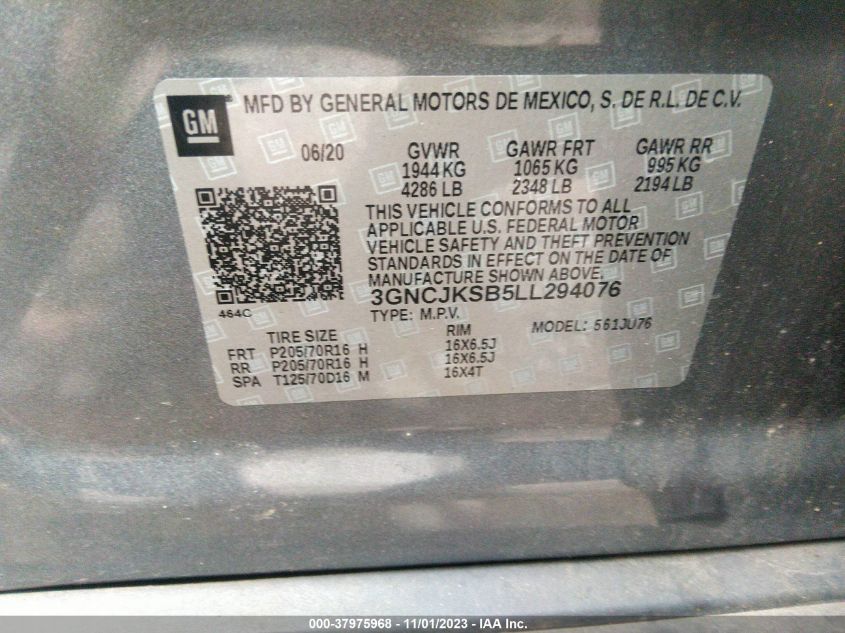 GM
MFD BY GENERAL MOTORS DE MEXICO, S. DE R.L. DE C.V.
06/20 GVWR GAWR FRT GAWR RR
1944 KG 1065 KG 995 KG
4286 LB 2348 LB 2194 LB
THIS VEHICLE CONFORMS TO ALL
APPLICABLE U.S. FEDERAL MOTOR
VEHICLE SAFETY AND THEFT PREVENTION
STANDARDS IN EFFECT ON THE DATE OF
MANUFACTURE SHOWN ABOVE.
464C 3GNCJKSB5LL294076
TYPE: M.P.V. MODEL: 561JU76
TIRE SIZE RIM
FRT P205/70R16 H 16X6.5J
RR P205/70R16 H 16X6.5J
SPA T125/70D16 M 16X4T
000-37975968 - 11/01/2023 - IAA Inc.